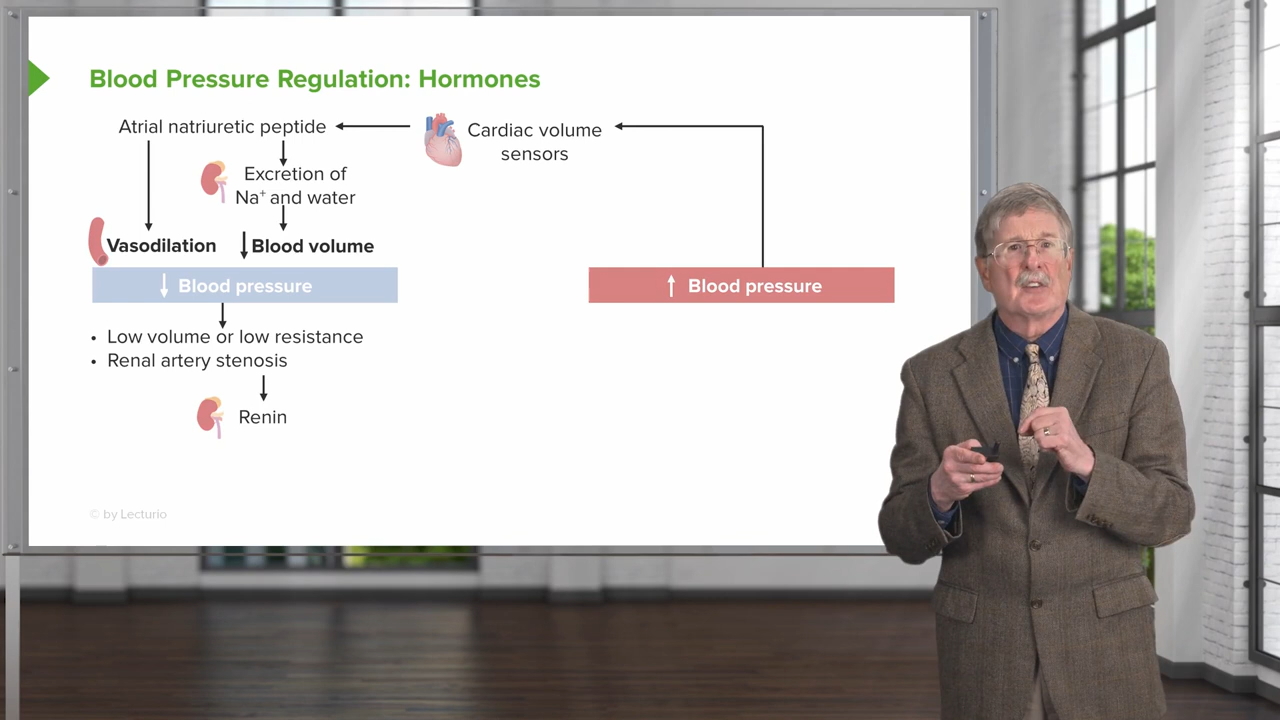 Blood Pressure Regulation: Hormones
Atrial natriuretic peptide
Cardiac volume
sensors
Excretion of
Na⁺ and water
Vasodilation
↓ Blood volume
↓ Blood pressure
↑ Blood pressure
• Low volume or low resistance
• Renal artery stenosis
Renin
© by Lecturio